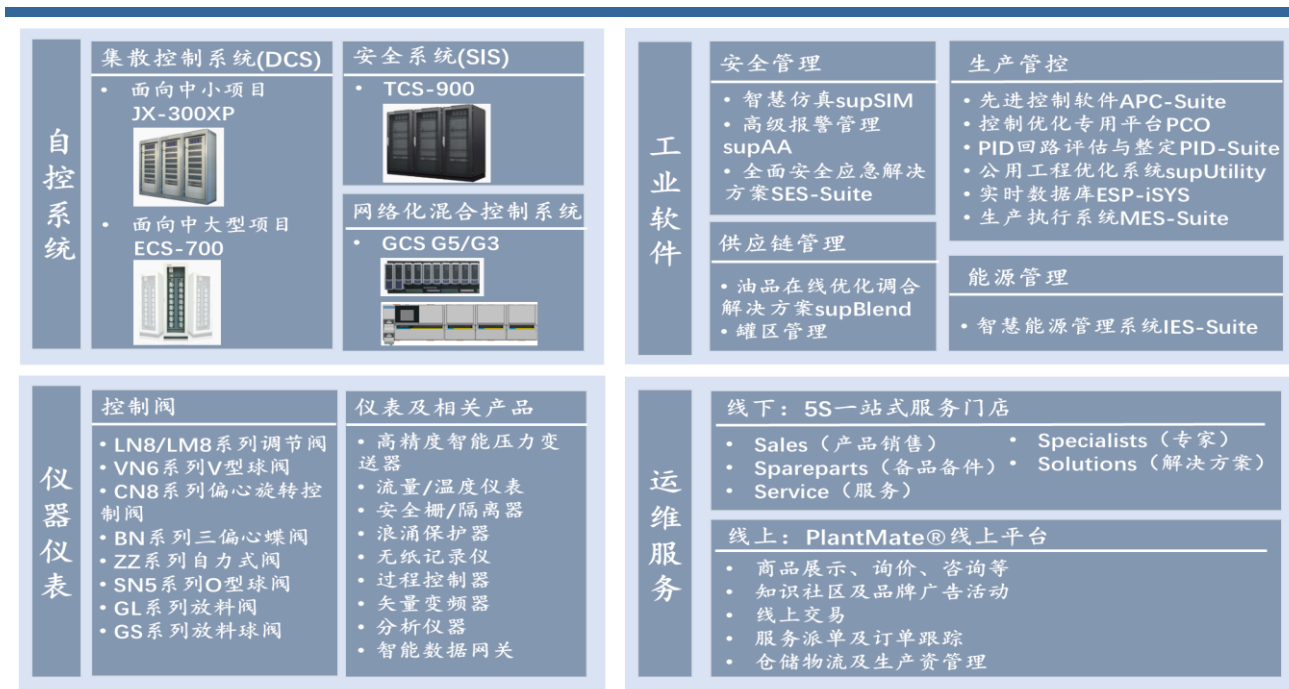 自控系统
集散控制系统(DCS)
• 面向中小项目
JX-300XP
• 面向中大型项目
ECS-700
安全系统(SIS)
• TCS-900
网络化混合控制系统
• GCS G5/G3
工业软件
安全管理
• 智慧仿真supSIM
• 高级报警管理
supAA
• 全面安全应急解决
方案SES-Suite
供应链管理
• 油品在线优化调合
解决方案supBlend
• 罐区管理
生产管控
• 先进控制软件APC-Suite
• 控制优化专用平台PCO
• PID回路评估与整定PID-Suite
• 公用工程优化系统supUtility
• 实时数据库ESP-iSYS
• 生产执行系统MES-Suite
能源管理
• 智慧能源管理系统IES-Suite
仪器仪表
控制阀
• LN8/LM8系列调节阀
• VN6系列V型球阀
• CN8系列偏心旋转控
制阀
• BN系列三偏心蝶阀
• ZZ系列自力式阀
• SN5系列O型球阀
• GL系列放料阀
• GS系列放料球阀
仪表及相关产品
• 高精度智能压力变
送器
• 流量/温度仪表
• 安全栅/隔离器
• 浪涌保护器
• 无纸记录仪
• 过程控制器
• 矢量变频器
• 分析仪器
• 智能数据网关
运维服务
线下：5S一站式服务门店
• Sales（产品销售）
• Spareparts（备品备件）
• Service（服务）
• Specialists（专家）
• Solutions（解决方案）
线上：PlantMate®线上平台
• 商品展示、询价、咨询等
• 知识社区及品牌广告活动
• 线上交易
• 服务派单及订单跟踪
• 仓储物流及生产资管理